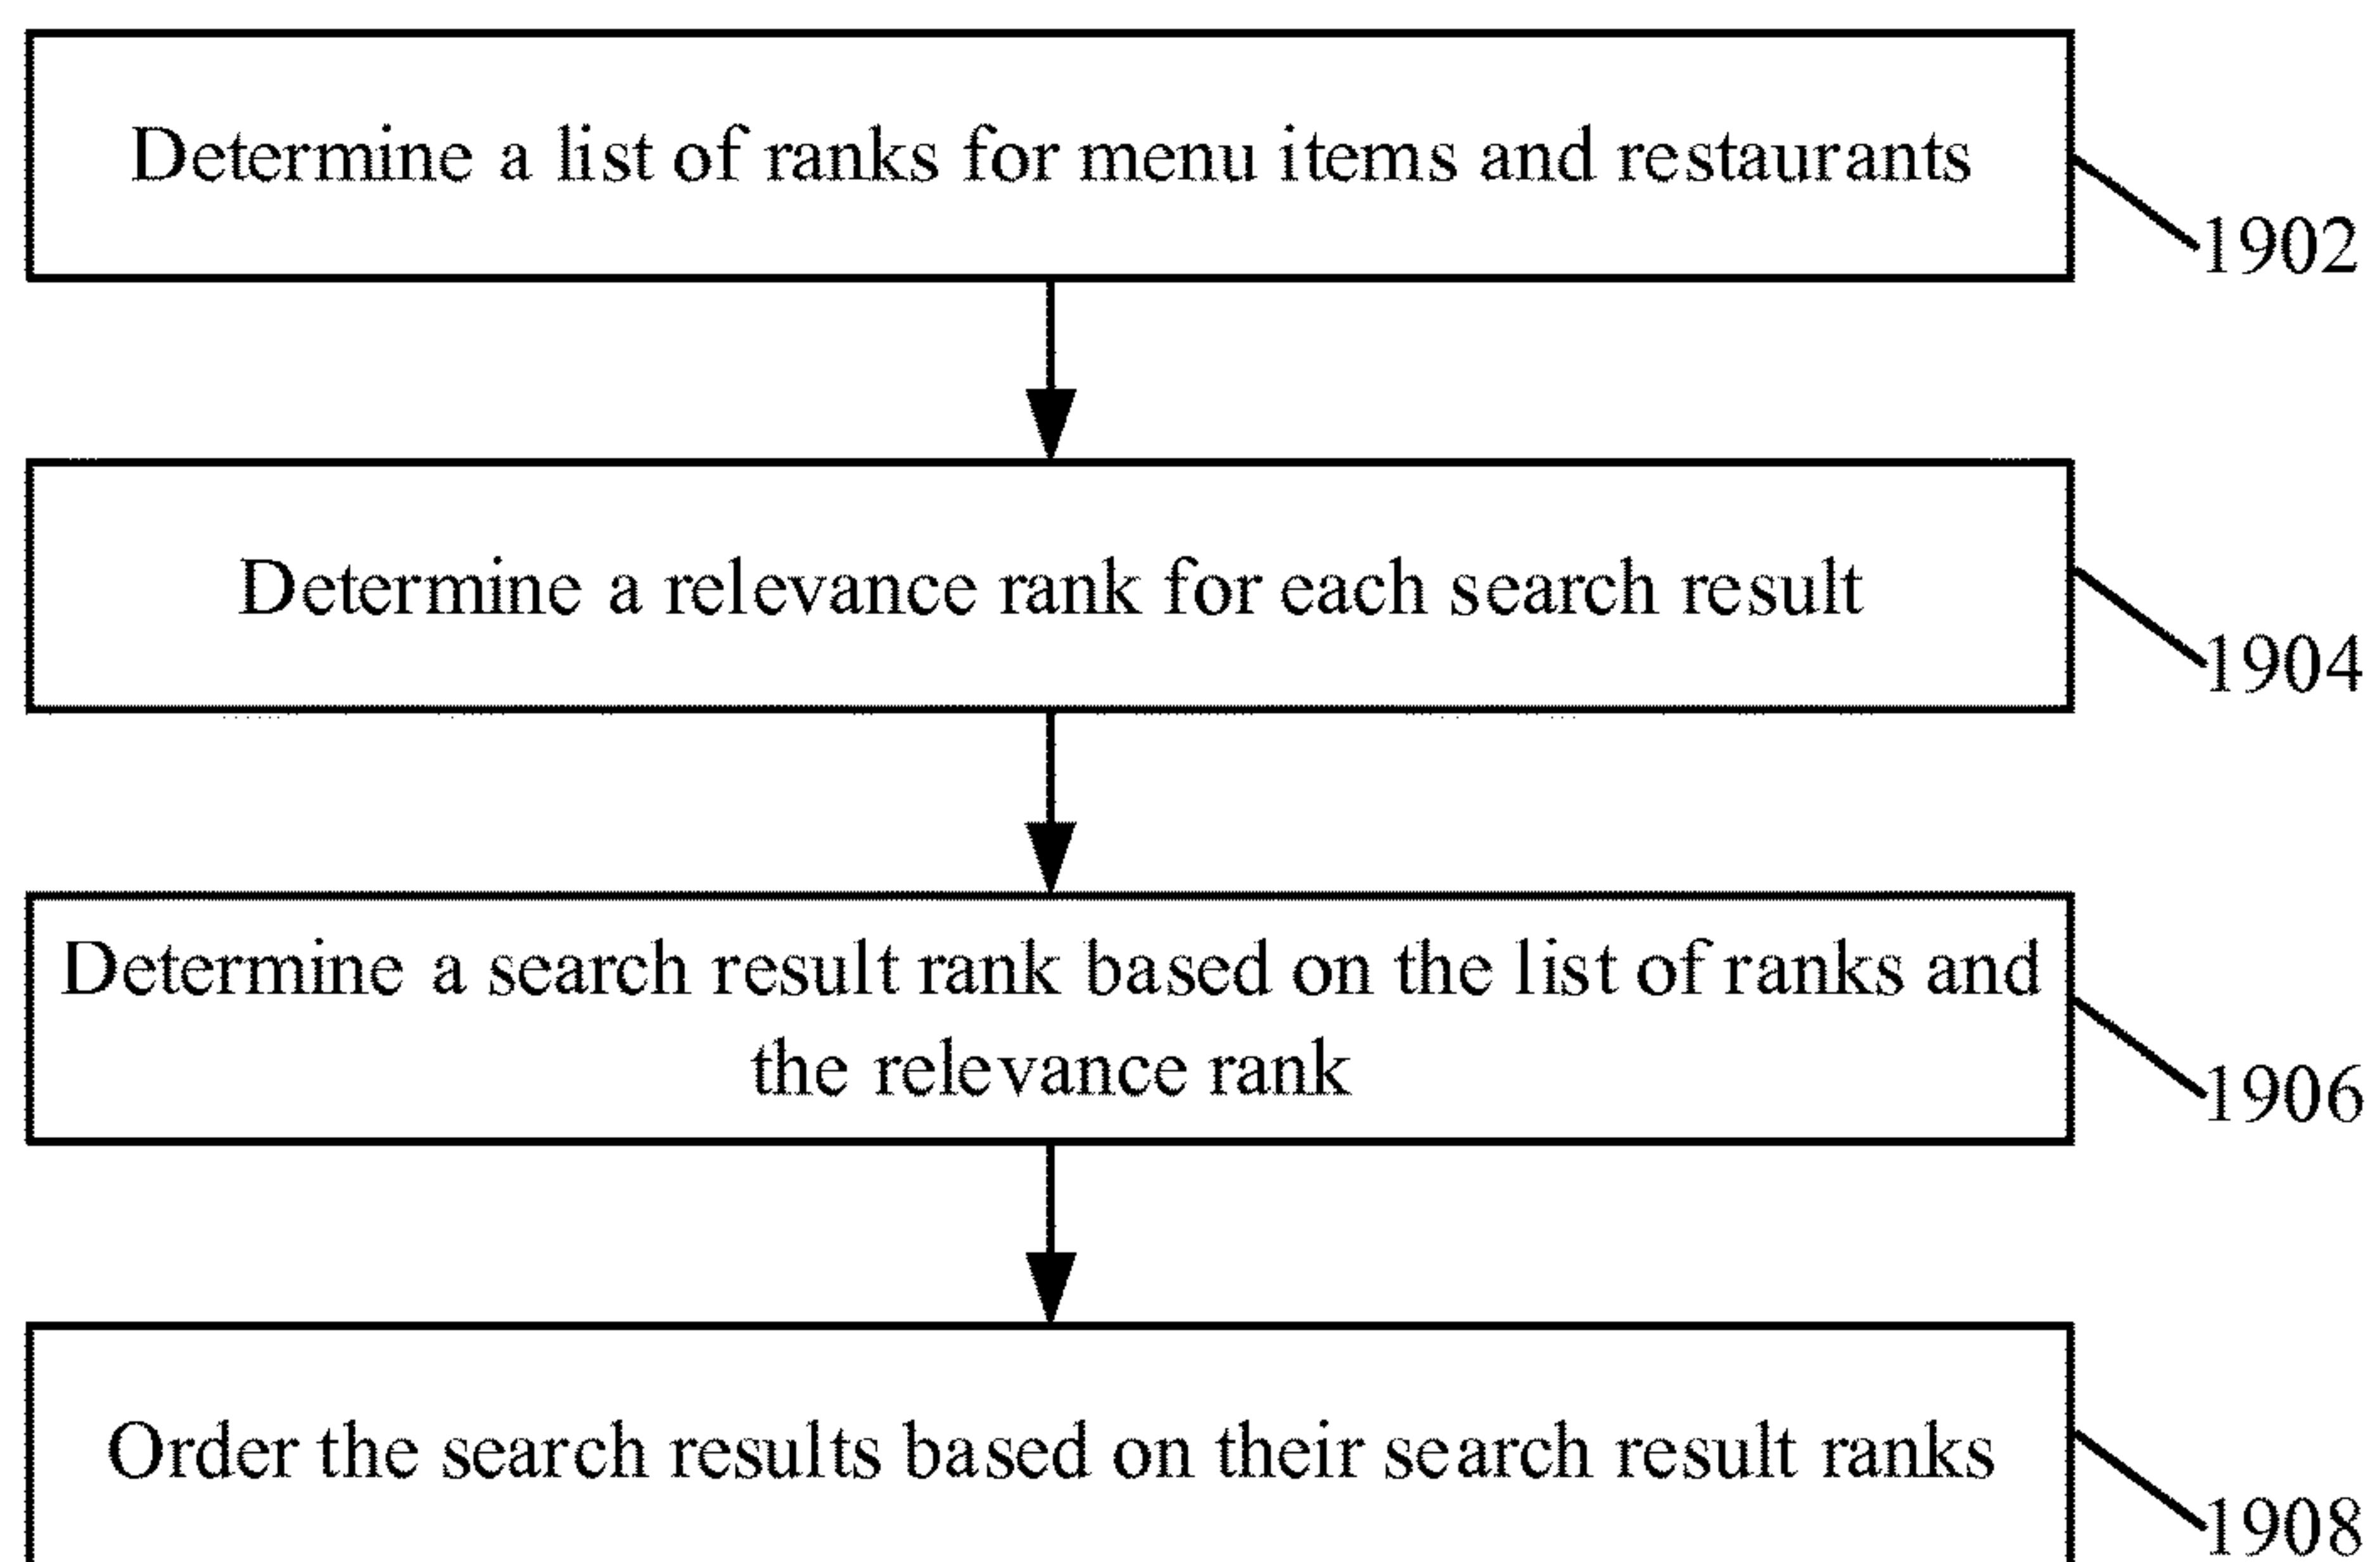 Determine a list of ranks for menu items and restaurants
1902
Determine a relevance rank for each search result
1904
Determine a search result rank based on the list of ranks and
the relevance rank
1906
Order the search results based on their search result ranks
1908